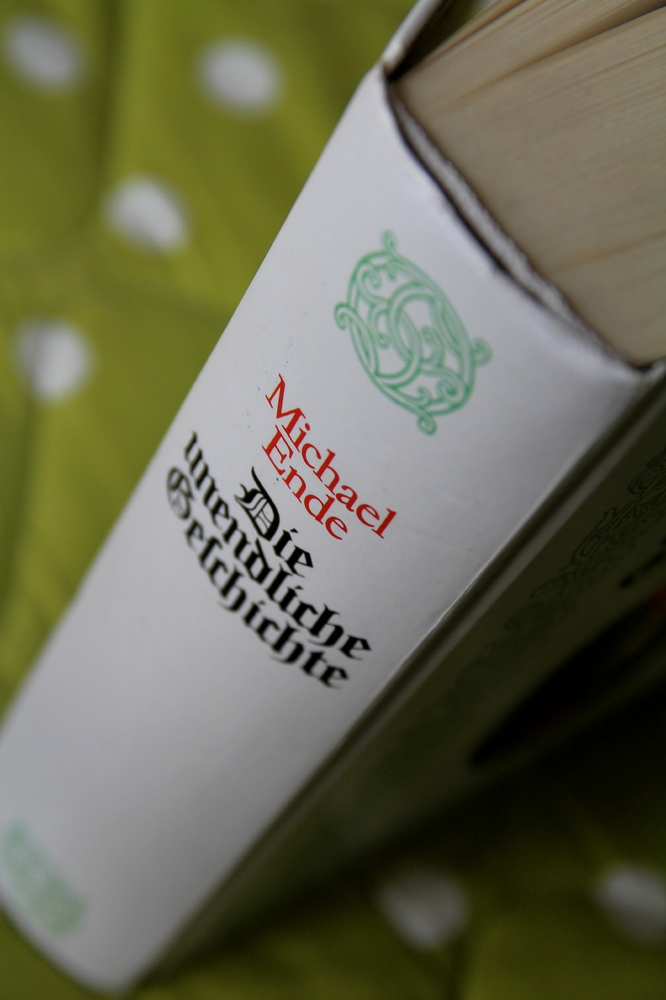 Michael
Ende
Die
unendliche
Geſchichte